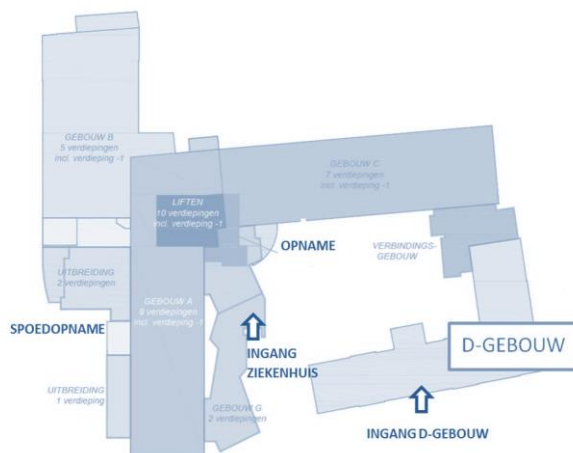 GEBOUW B
5 verdiepingen
incl. verdieping -1
GEBOUW C
7 verdiepingen
incl. verdieping -1
LIFTEN
10 verdiepingen
incl. verdieping -1
OPNAME
VERBINDINGS-
GEBOUW
UITBREIDING
2 verdiepingen
GEBOUW A
9 verdiepingen
incl. verdieping -1
SPOEDOPNAME
D-GEBOUW
INGANG
ZIEKENHUIS
UITBREIDING
1 verdieping
GEBOUW G
2 verdiepingen
INGANG D-GEBOUW